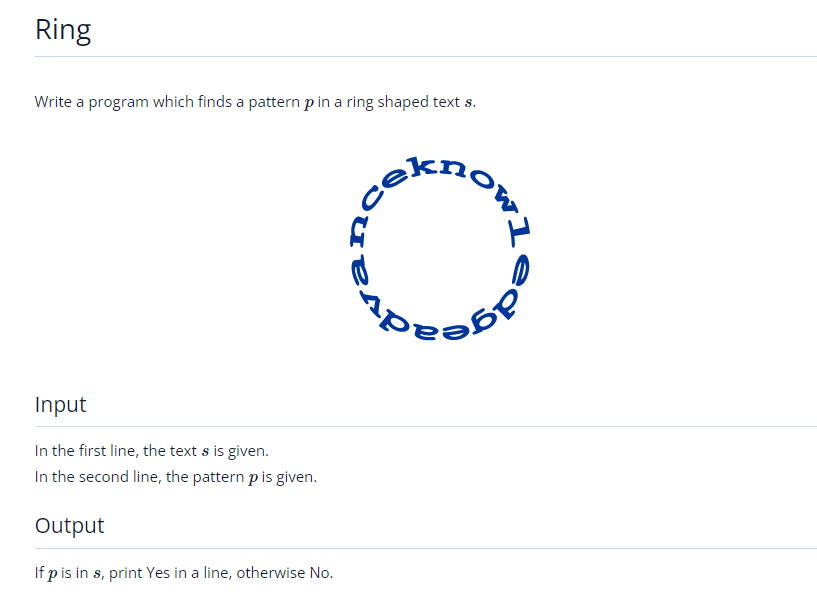 Ring
Write a program which finds a pattern p in a ring shaped text s.
knowledgeadvance
Input
In the first line, the text s is given.
In the second line, the pattern p is given.
Output
If p is in s, print Yes in a line, otherwise No.